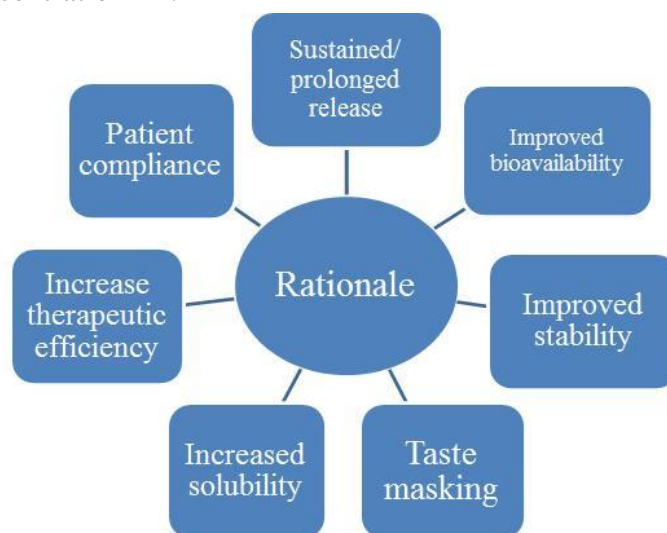 Sustained/
prolonged
release
Improved
bioavailability
Improved
stability
Taste
masking
Increased
solubility
Increase
therapeutic
efficiency
Patient
compliance
Rationale